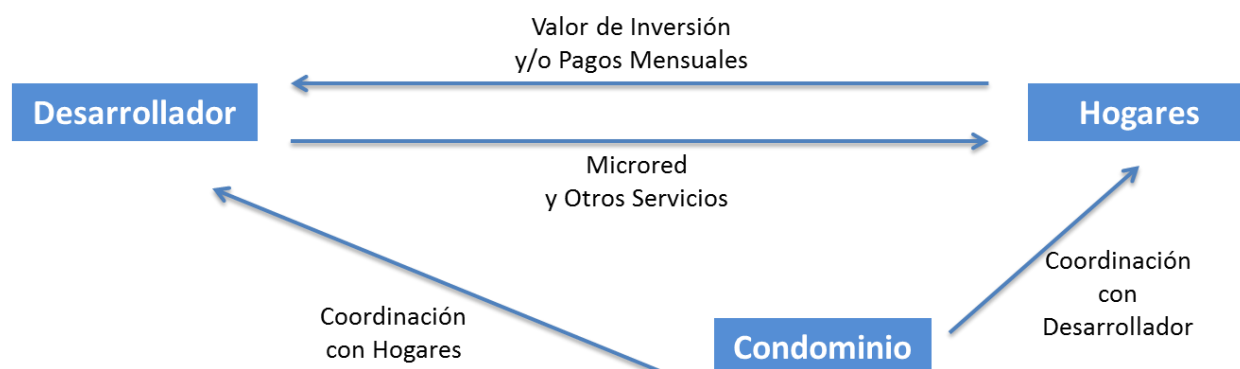 Valor de Inversión
y/o Pagos Mensuales
Desarrollador
Hogares
Microred
y Otros Servicios
Coordinación
con
Desarrollador
Coordinación
con Hogares
Condominio